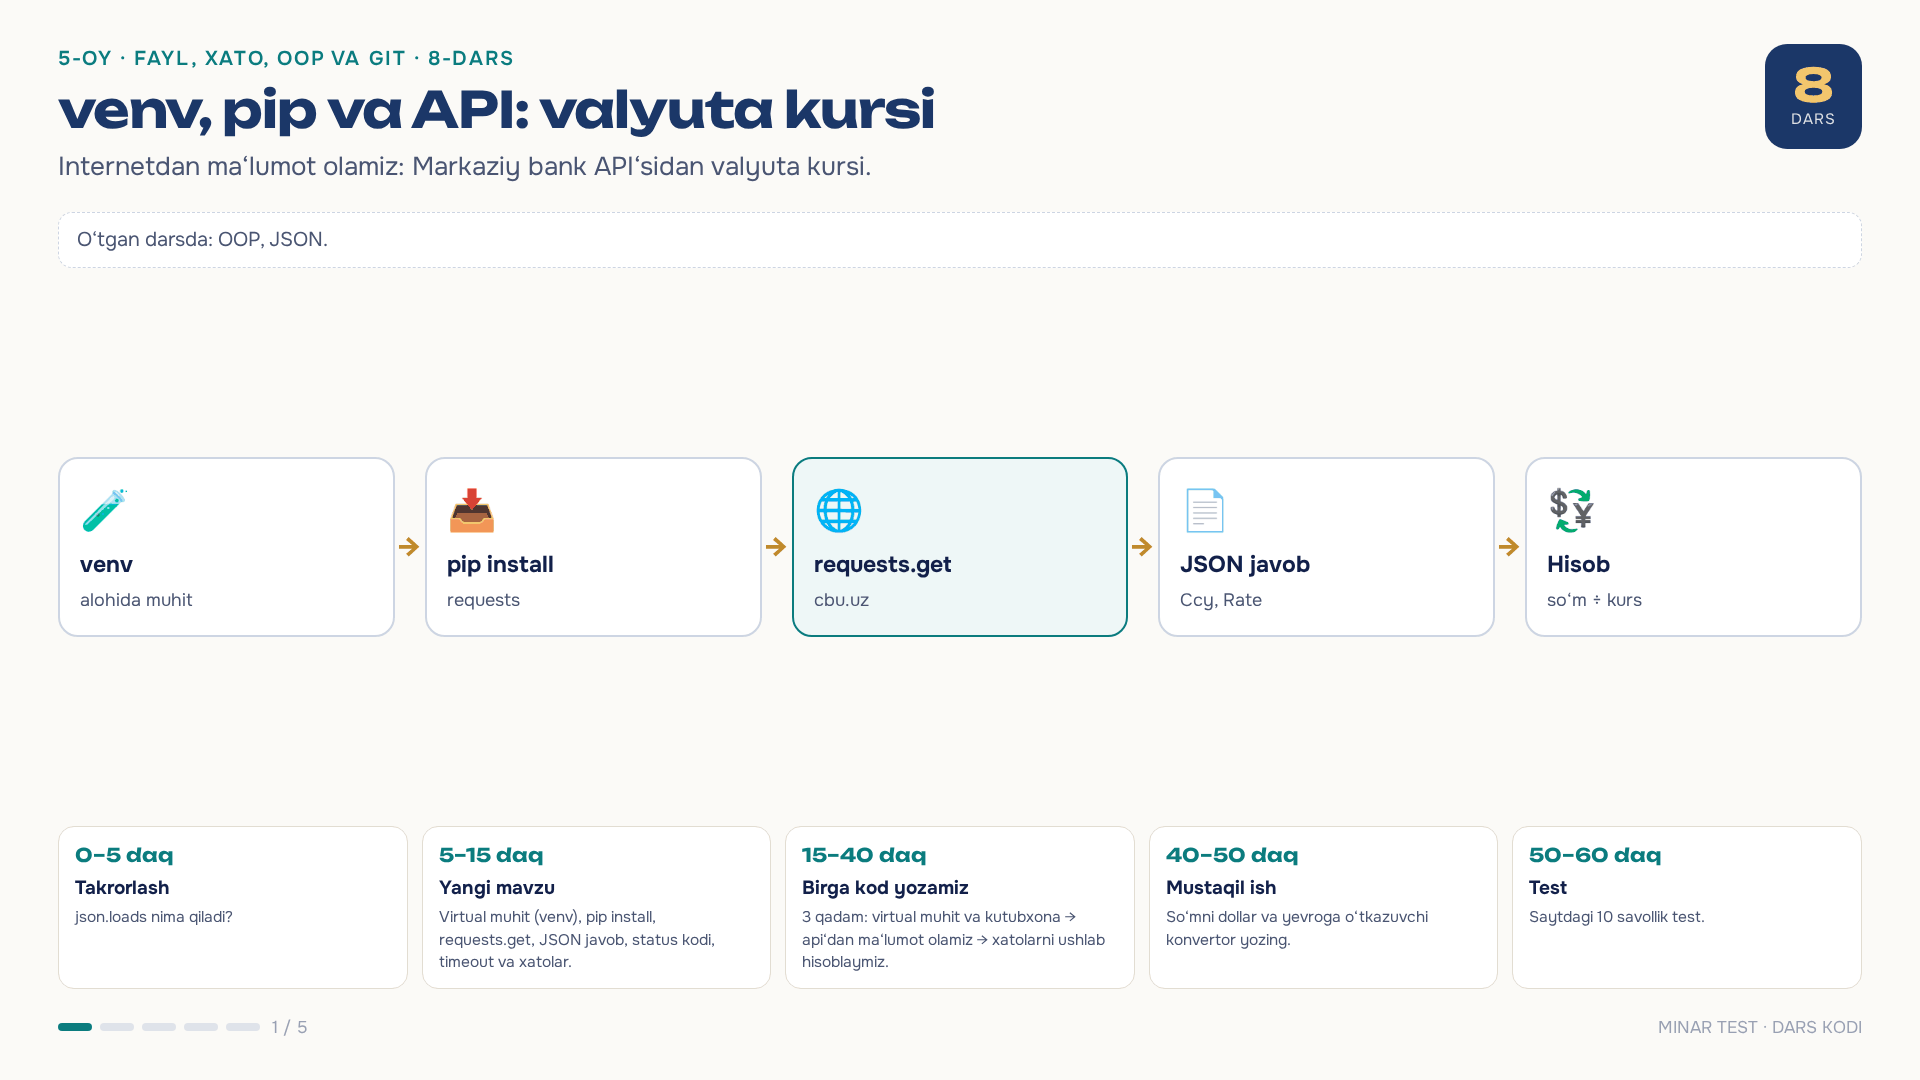 5-OY · FAYL, XATO, OOP VA GIT · 8-DARS
venv, pip va API: valyuta kursi
Internetdan ma‘lumot olamiz: Markaziy bank API‘sidan valyuta kursi.
8
DARS
O‘tgan darsda: OOP, JSON.
venv
alohida muhit
→
pip install
requests
→
requests.get
cbu.uz
→
JSON javob
Ccy, Rate
→
Hisob
so‘m ÷ kurs
0–5 daq
Takrorlash
json.loads nima qiladi?
5–15 daq
Yangi mavzu
Virtual muhit (venv), pip install,
requests.get, JSON javob, status kodi,
timeout va xatolar.
15–40 daq
Birga kod yozamiz
3 qadam: virtual muhit va kutubxona →
api‘dan ma‘lumot olamiz → xatolarni ushlab
hisoblaymiz.
40–50 daq
Mustaqil ish
So‘mni dollar va yevroga o‘tkazuvchi
konvertor yozing.
50–60 daq
Test
Saytdagi 10 savollik test.
1 / 5
MINAR TEST · DARS KODI